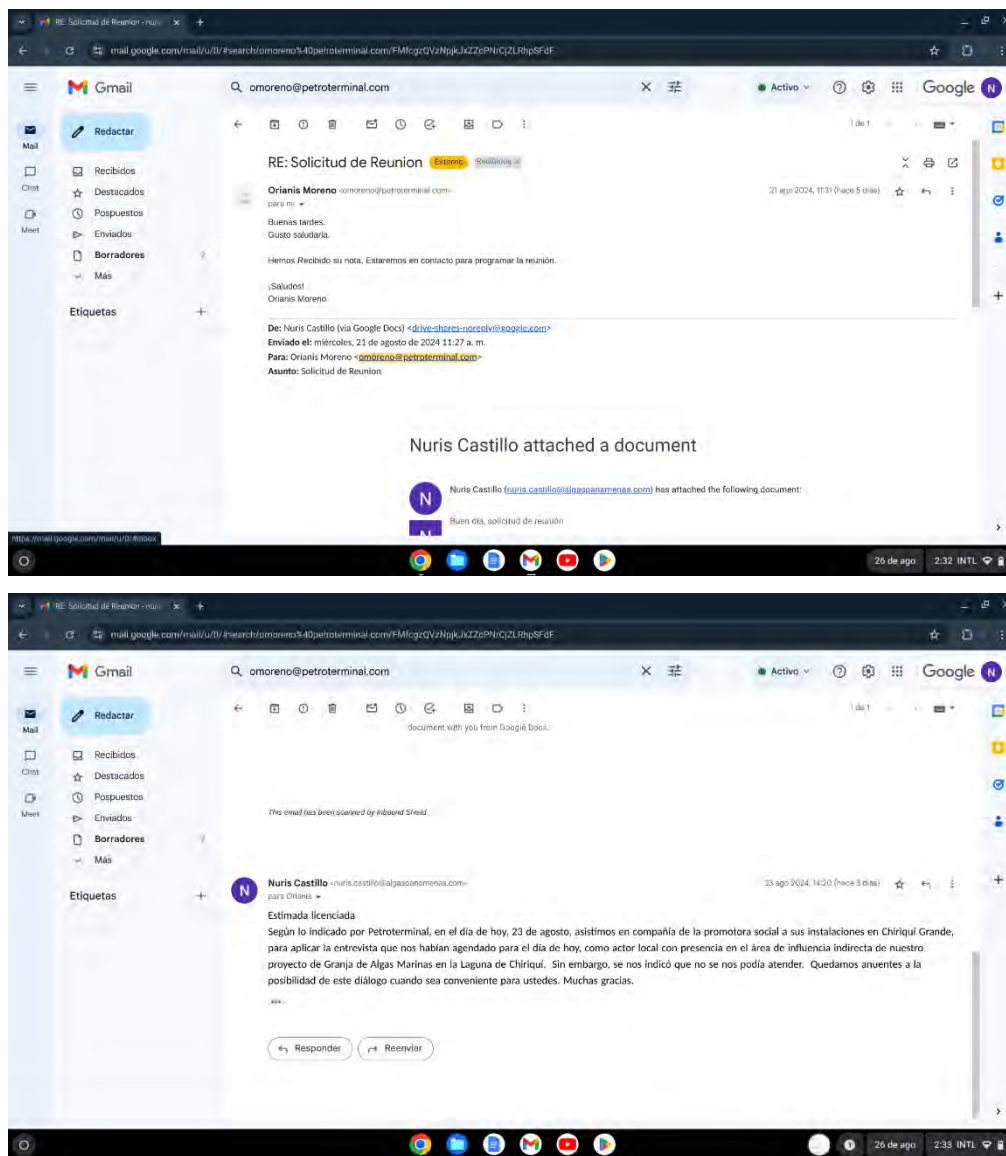 RE: Solicitud de Reunion - nuri
mail.google.com/mail/u/0/#search/omoreno%40petroterminal.com/
Gmail
omoreno@petroterminal.com
Activo
Google
N
Mail
Redactar
1 de 1
Recibidos
Chat
Destacados
Meet
Pospuestos
Enviados
Borradores
Más
Etiquetas
RE: Solicitud de Reunion Externo Recibidos x
Orianis Moreno <omoreno@petroterminal.com>
21 ago 2024, 11:31 (hace 5 días)
para mí
Buenas tardes,
Gusto saludarla.
Hemos Recibido su nota, Estaremos en contacto para programar la reunión.
¡Saludos!
Orianis Moreno
De: Nuris Castillo (via Google Docs) <drive-shares-noreply@google.com>
Enviado el: miércoles, 21 de agosto de 2024 11:27 a. m.
Para: Orianis Moreno <omoreno@petroterminal.com>
Asunto: Solicitud de Reunion
Nuris Castillo attached a document
N
Nuris Castillo (nuris.castillo@algaspanamenas.com) has attached the following document:
Buen día, solicitud de reunión
https://mail.google.com/mail/u/0/#inbox
26 de ago 2:32 INTL
RE: Solicitud de Reunion - nuri
mail.google.com/mail/u/0/#search/omoreno%40petroterminal.com/
Gmail
omoreno@petroterminal.com
Activo
Google
N
Mail
Redactar
1 de 1
document with you from Google Docs.
Recibidos
Chat
Destacados
Meet
Pospuestos
Enviados
Borradores
Más
Etiquetas
This email has been scanned by Inbound Shield.
N
Nuris Castillo <nuris.castillo@algaspanamenas.com>
23 ago 2024, 14:20 (hace 3 días)
para Orianis
Estimada licenciada
Según lo indicado por Petroterminal, en el día de hoy, 23 de agosto, asistimos en compañía de la promotora social a sus instalaciones en Chiriquí Grande,
para aplicar la entrevista que nos habían agendado para el día de hoy, como actor local con presencia en el área de influencia indirecta de nuestro
proyecto de Granja de Algas Marinas en la Laguna de Chiriquí. Sin embargo, se nos indicó que no se nos podía atender. Quedamos anuentes a la
posibilidad de este diálogo cuando sea conveniente para ustedes. Muchas gracias.
Responder
Reenviar
26 de ago 2:33 INTL